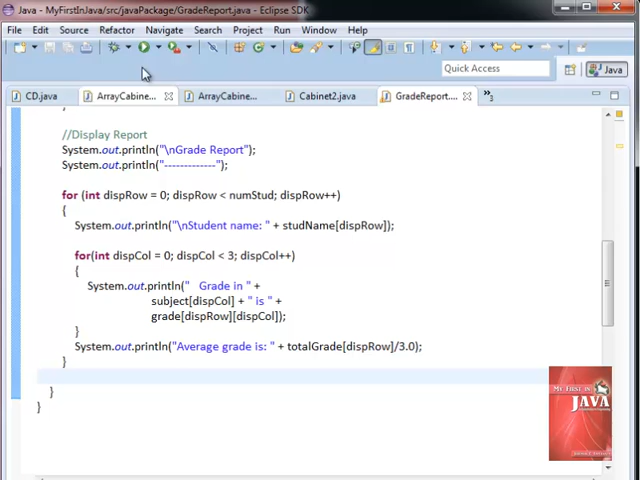 Java - MyFirstInJava/src/javaPackage/GradeReport.java - Eclipse SDK
File Edit Source Refactor Navigate Search Project Run Window Help
Quick Access
Java
CD.java ArrayCabine... ArrayCabine... Cabinet2.java GradeReport.... »3
}
//Display Report
System.out.println("\nGrade Report");
System.out.println("-------------");
for (int dispRow = 0; dispRow < numStud; dispRow++)
{
System.out.println("\nStudent name: " + studName[dispRow]);
for(int dispCol = 0; dispCol < 3; dispCol++)
{
System.out.println("   Grade in " +
subject[dispCol] + " is " +
grade[dispRow][dispCol]);
}
System.out.println("Average grade is: " + totalGrade[dispRow]/3.0);
}
}
}
MY FIRST IN
JAVA